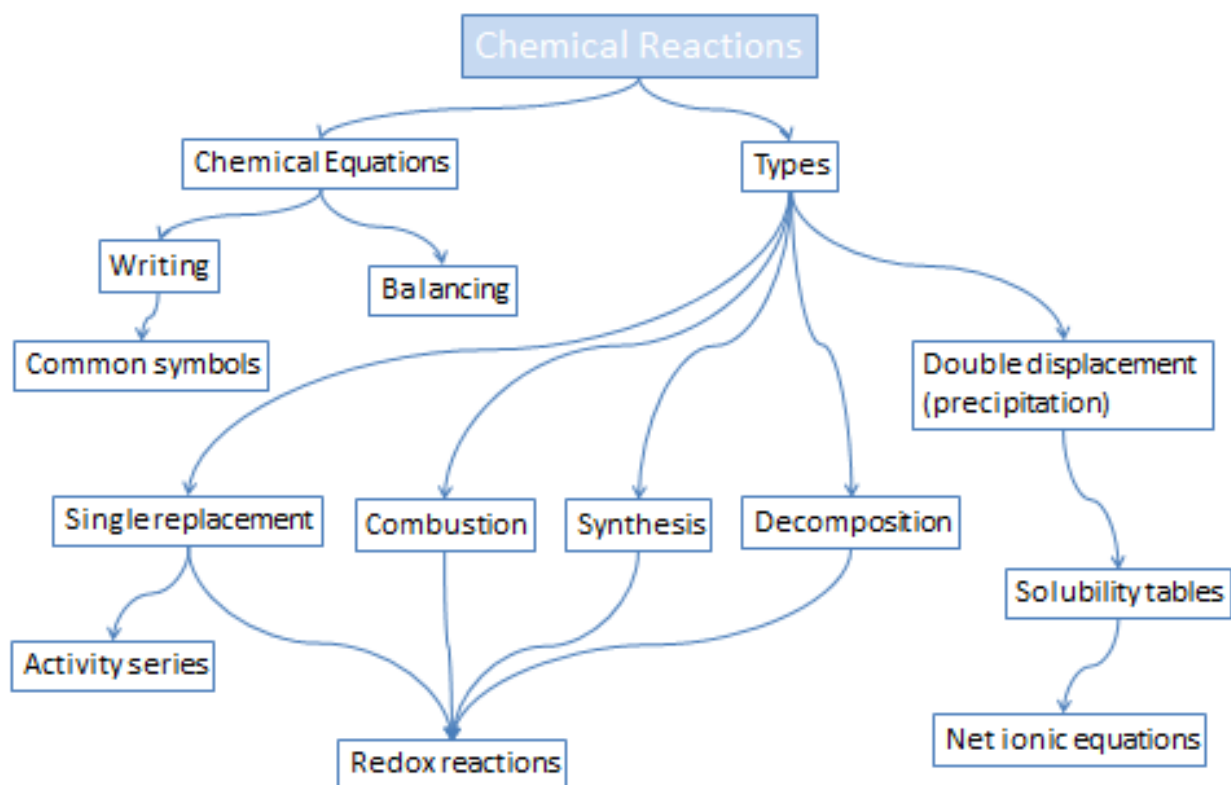 Chemical Reactions
Chemical Equations
Types
Writing
Balancing
Common symbols
Double displacement
(precipitation)
Single replacement
Combustion
Synthesis
Decomposition
Solubility tables
Activity series
Net ionic equations
Redox reactions